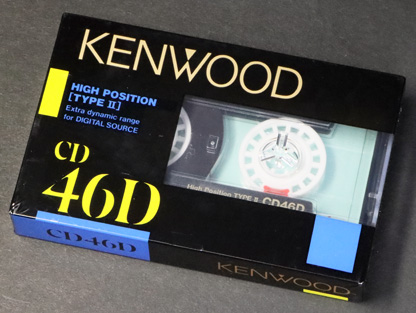 KENWOOD
HIGH POSITION
[TYPE II]
Extra dynamic range
for DIGITAL SOURCE
CD
46D
High Position TYPE II CD46D
CD46D
KENWOOD